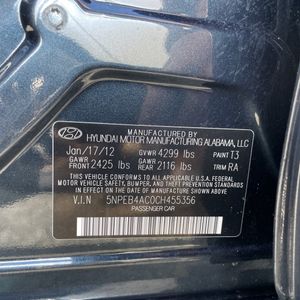 MANUFACTURED BY
HYUNDAI MOTOR MANUFACTURING ALABAMA, LLC
Jan/17/12 GVWR 4299 lbs PAINT T3
GAWR FRONT 2425 lbs GAWR REAR 2116 lbs TRIM RA
THIS VEHICLE CONFORMS TO ALL APPLICABLE FEDERAL MOTOR VEHICLE
SAFETY, BUMPER, AND THEFT PREVENTION STANDARDS IN
EFFECT ON THE DATE OF MANUFACTURE SHOWN ABOVE.
V.I.N 5NPEB4AC0CH455356
PASSENGER CAR